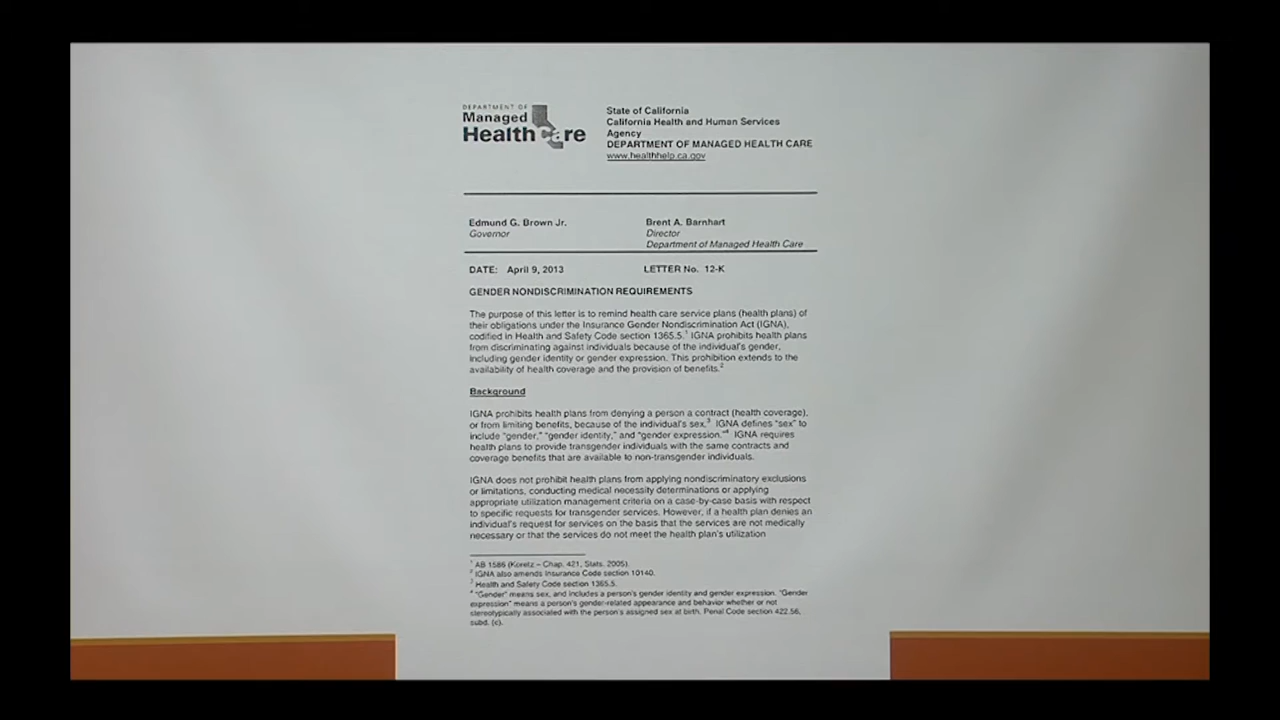 DEPARTMENT OF
Managed
HealthCare
State of California
California Health and Human Services
Agency
DEPARTMENT OF MANAGED HEALTH CARE
www.healthhelp.ca.gov
Edmund G. Brown Jr.
Governor
Brent A. Barnhart
Director
Department of Managed Health Care
DATE: April 9, 2013
LETTER No. 12-K
GENDER NONDISCRIMINATION REQUIREMENTS
The purpose of this letter is to remind health care service plans (health plans) of
their obligations under the Insurance Gender Nondiscrimination Act (IGNA),
codified in Health and Safety Code section 1365.5.¹ IGNA prohibits health plans
from discriminating against individuals because of the individual's gender,
including gender identity or gender expression. This prohibition extends to the
availability of health coverage and the provision of benefits.²
Background
IGNA prohibits health plans from denying a person a contract (health coverage),
or from limiting benefits, because of the individual's sex.³ IGNA defines "sex" to
include "gender," "gender identity," and "gender expression."⁴ IGNA requires
health plans to provide transgender individuals with the same contracts and
coverage benefits that are available to non-transgender individuals.
IGNA does not prohibit health plans from applying nondiscriminatory exclusions
or limitations, conducting medical necessity determinations or applying
appropriate utilization management criteria on a case-by-case basis with respect
to specific requests for transgender services. However, if a health plan denies an
individual's request for services on the basis that the services are not medically
necessary or that the services do not meet the health plan's utilization
¹ AB 1586 (Koretz – Chap. 421, Stats. 2005).
² IGNA also amends Insurance Code section 10140.
³ Health and Safety Code section 1365.5.
⁴ "Gender" means sex, and includes a person's gender identity and gender expression. "Gender
expression" means a person's gender-related appearance and behavior whether or not
stereotypically associated with the person's assigned sex at birth. Penal Code section 422.56,
subd. (c).